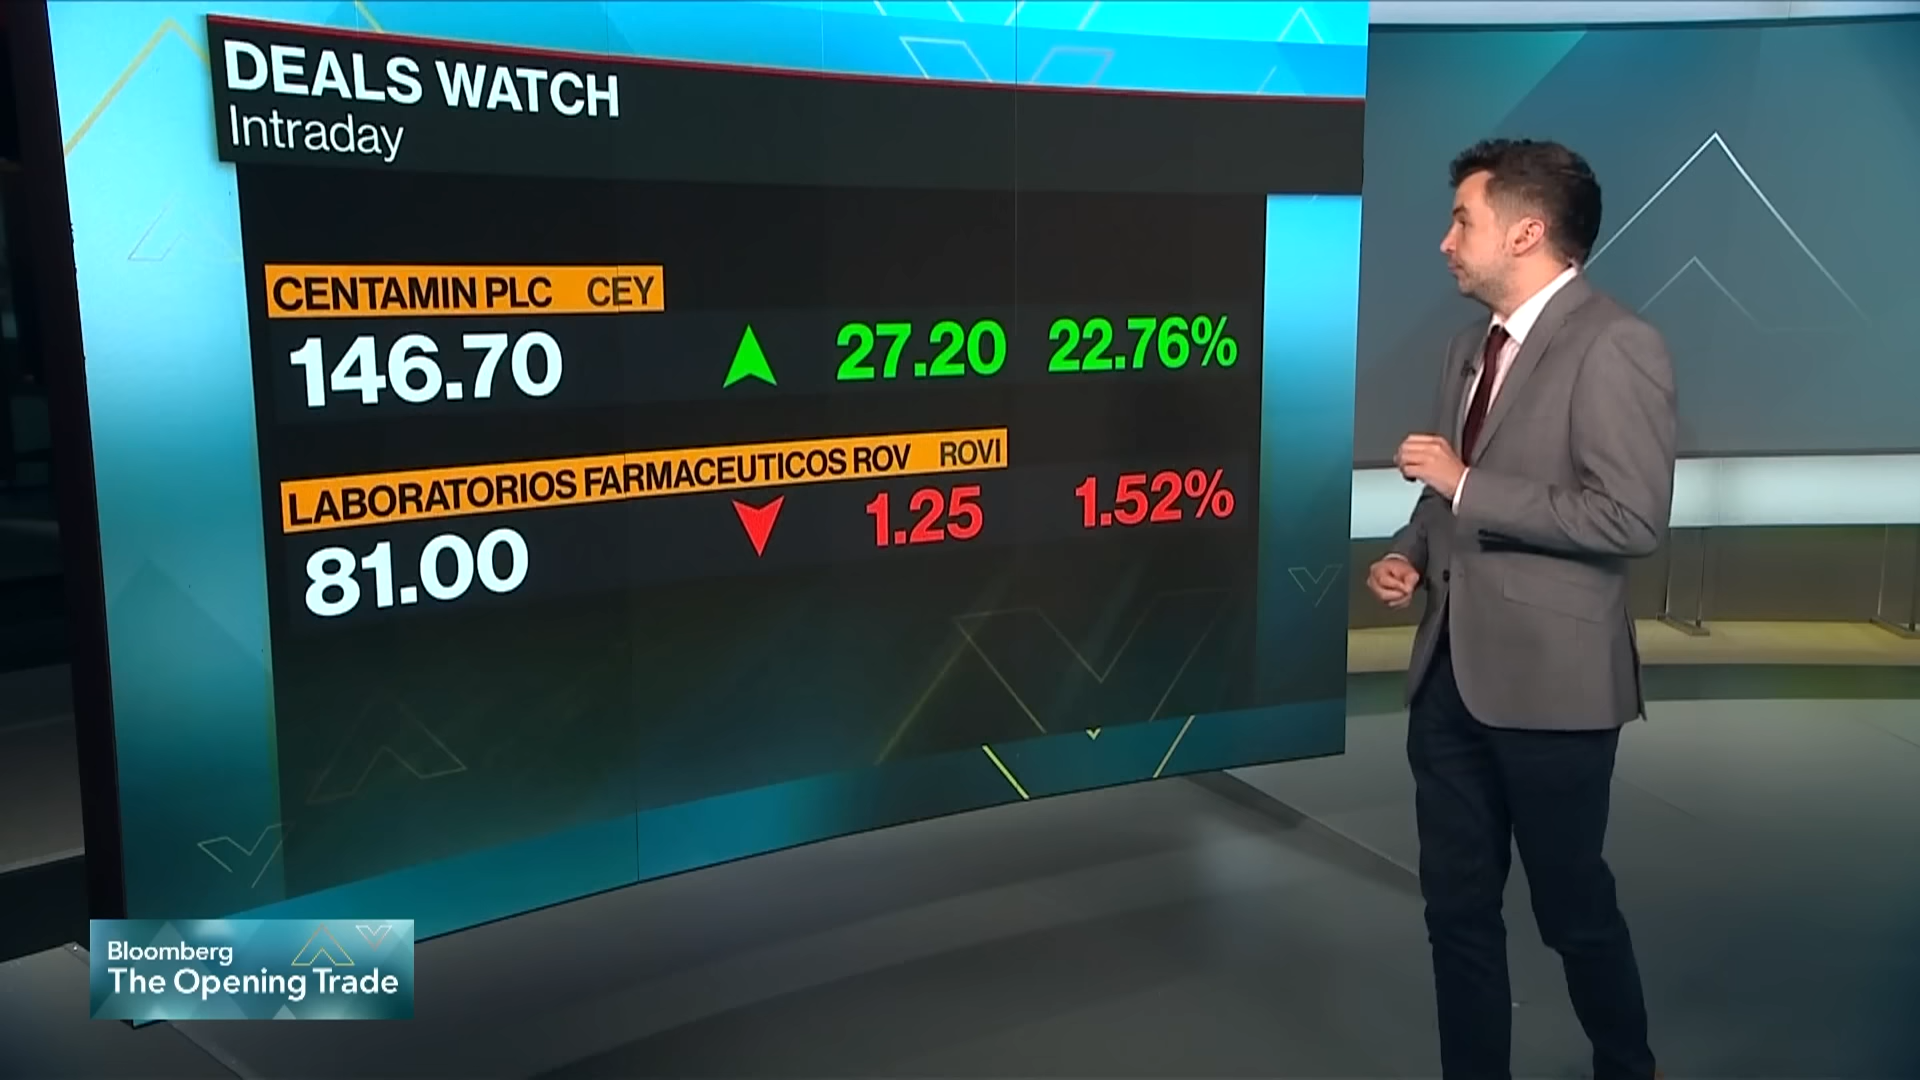 DEALS WATCH
Intraday
CENTAMIN PLC CEY
146.70 27.20 22.76%
LABORATORIOS FARMACEUTICOS ROV ROVI
81.00 1.25 1.52%
Bloomberg
The Opening Trade